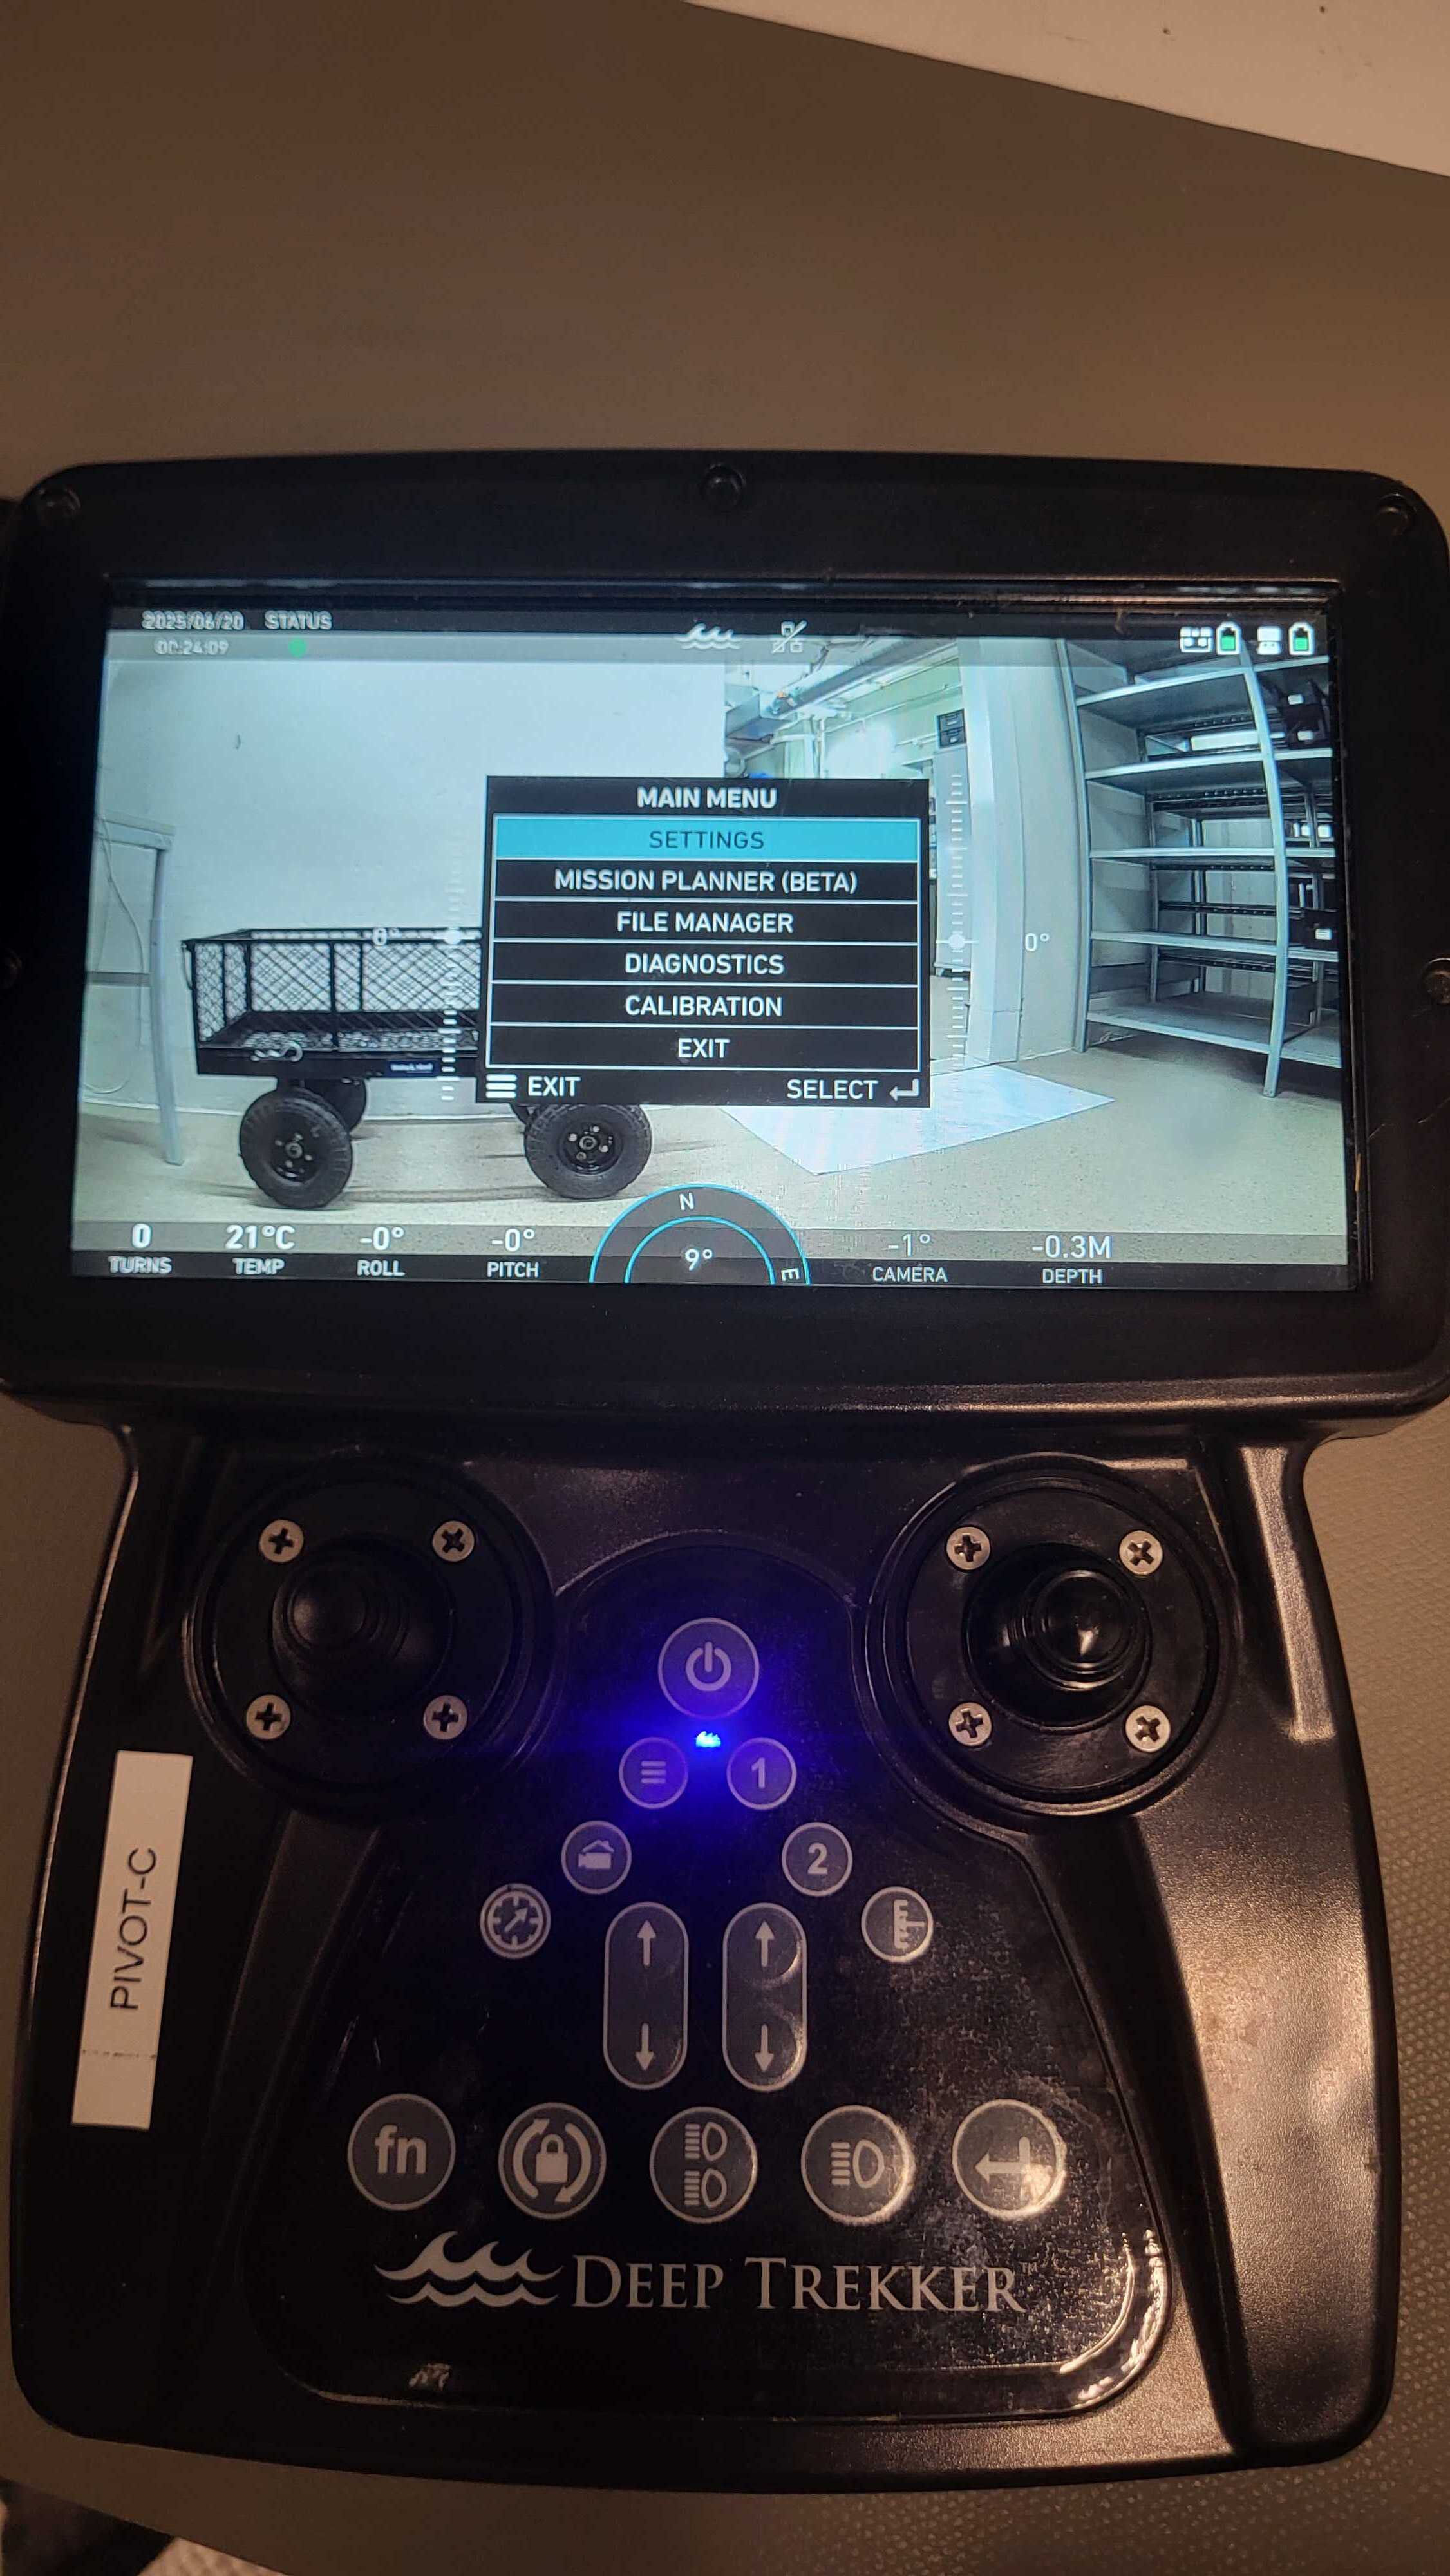 2025/06/20 STATUS
00:24:09
MAIN MENU
SETTINGS
MISSION PLANNER (BETA)
FILE MANAGER
DIAGNOSTICS
CALIBRATION
EXIT
EXIT SELECT
0°
0°
N
E
9°
0 21°C -0° -0° -1° -0.3M
TURNS TEMP ROLL PITCH CAMERA DEPTH
1
2
PIVOT-C
fn
DEEP TREKKER